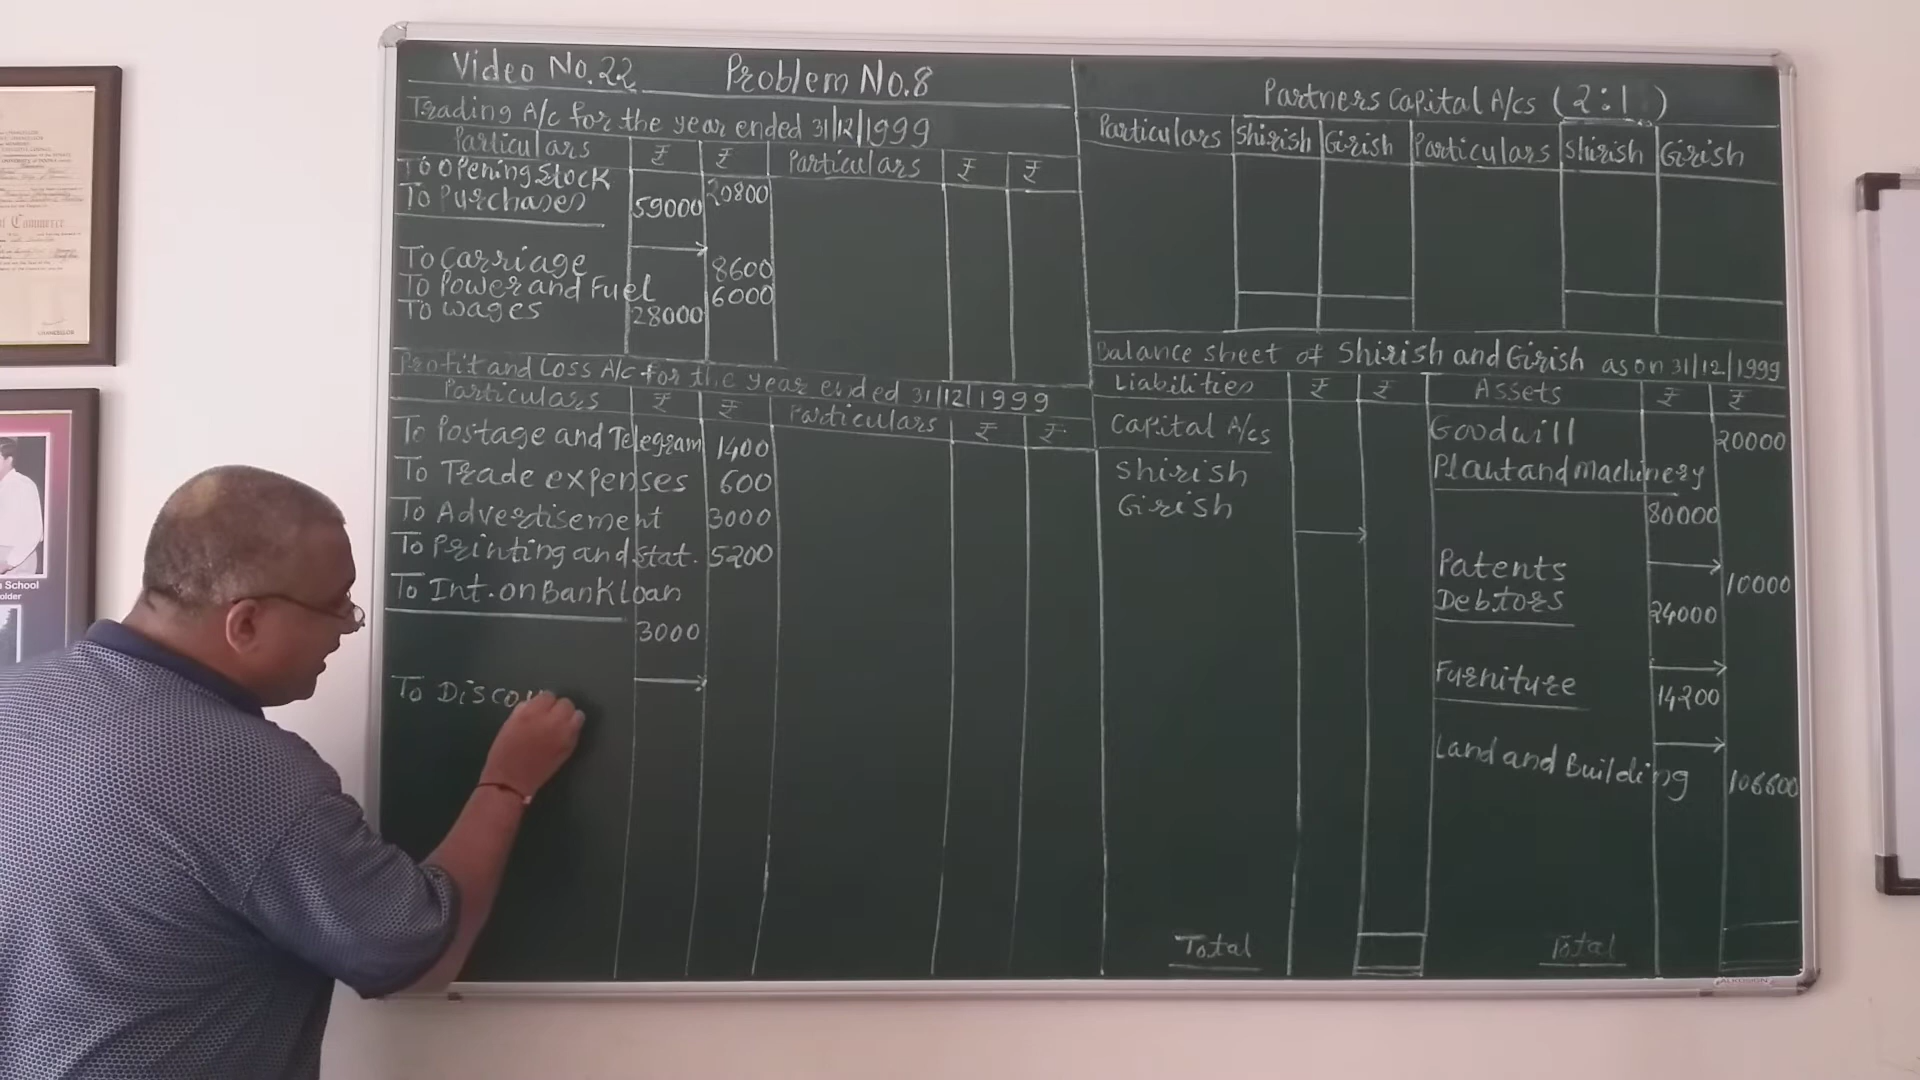 Video No.22 Problem No.8
Trading A/c for the year ended 31/12/1999
Particulars ₹ ₹ Particulars ₹ ₹
To Opening Stock 20800
To Purchases 59000
To Carriage 8600
To Power and Fuel 6000
To Wages 28000
Profit and Loss A/c for the year ended 31/12/1999
Particulars ₹ ₹ Particulars ₹ ₹
To Postage and Telegram 1400
To Trade expenses 600
To Advertisement 3000
To Printing and Stat. 5200
To Int. on Bank loan
3000
To Discou
Partners Capital A/cs (2:1)
Particulars Shirish Girish Particulars Shirish Girish
Balance sheet of Shirish and Girish as on 31/12/1999
Liabilities ₹ ₹ Assets ₹ ₹
Capital A/cs
Shirish
Girish
Total
Goodwill 20000
Plant and Machinery
80000
Patents 10000
Debtors 24000
Furniture 14200
Land and Building 106600
Total
of Commerce
School
older